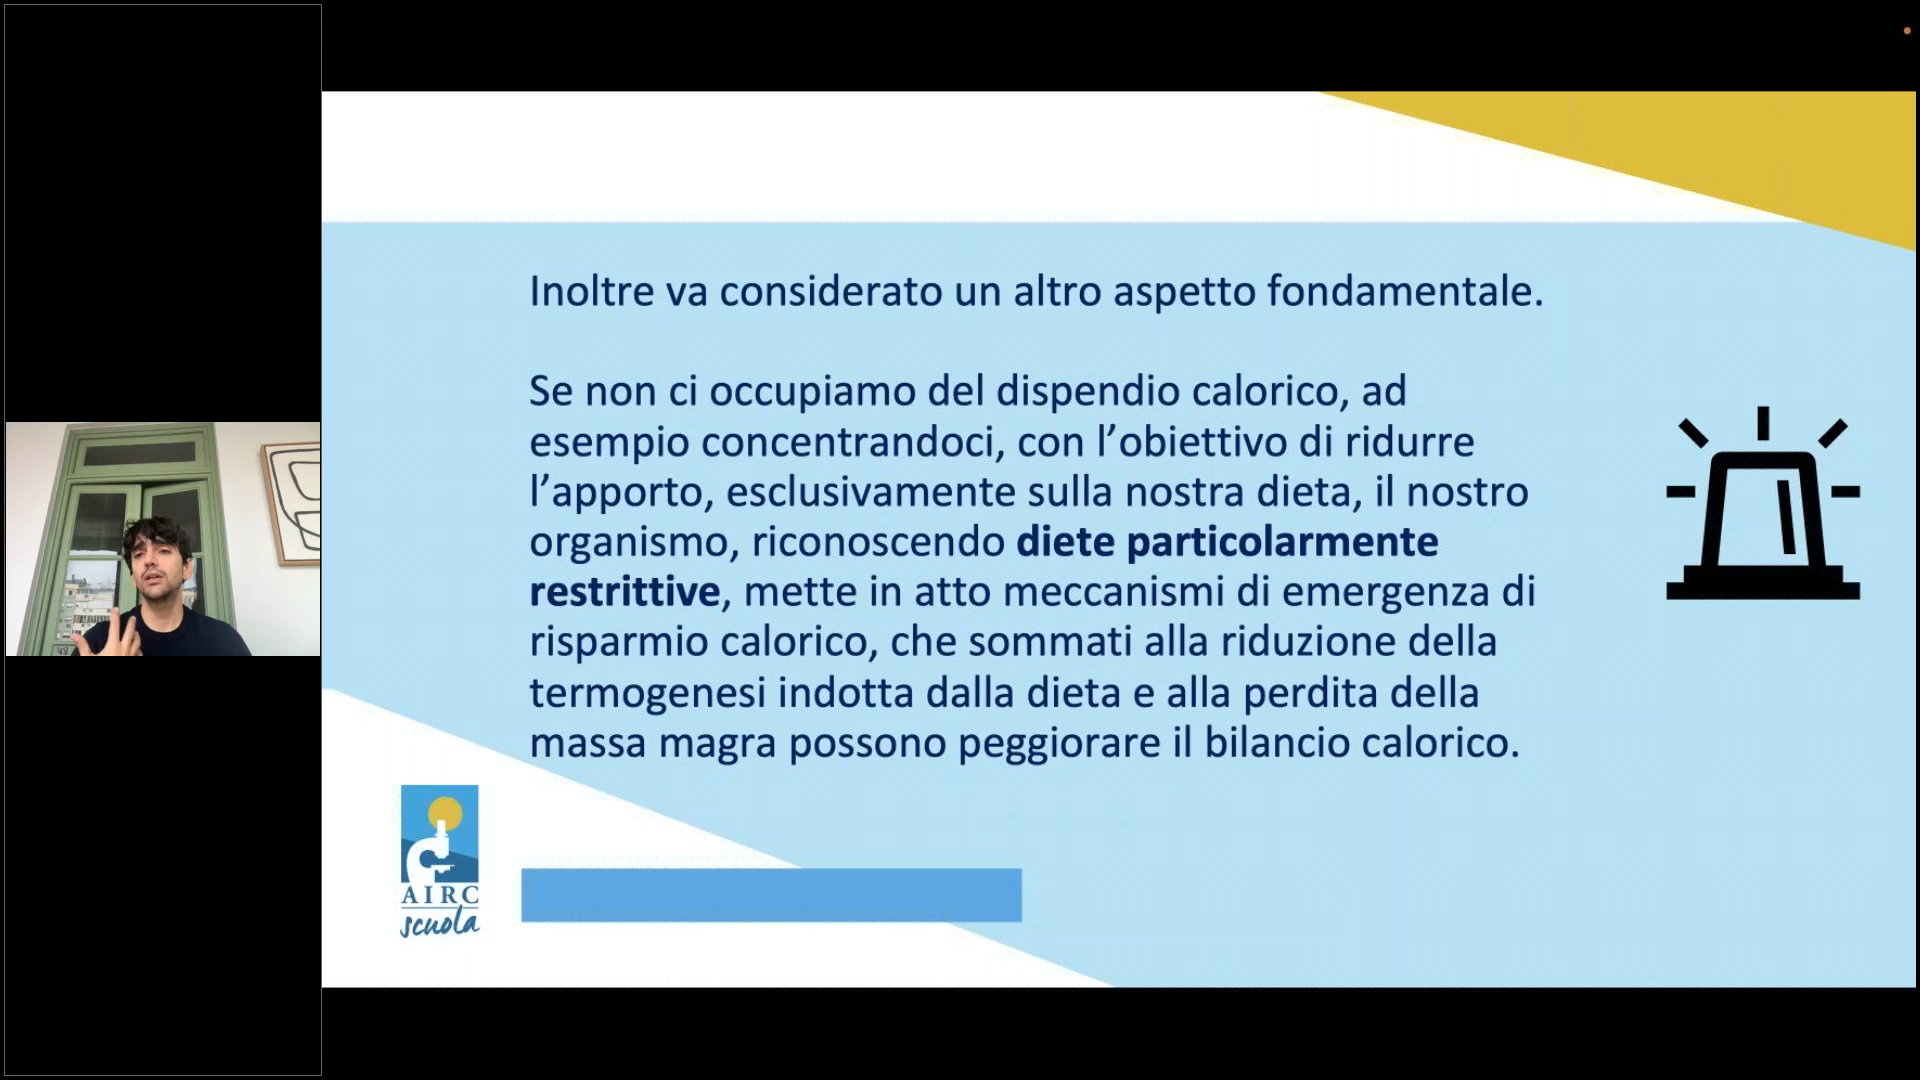 Inoltre va considerato un altro aspetto fondamentale.
Se non ci occupiamo del dispendio calorico, ad
esempio concentrandoci, con l’obiettivo di ridurre
l’apporto, esclusivamente sulla nostra dieta, il nostro
organismo, riconoscendo diete particolarmente
restrittive, mette in atto meccanismi di emergenza di
risparmio calorico, che sommati alla riduzione della
termogenesi indotta dalla dieta e alla perdita della
massa magra possono peggiorare il bilancio calorico.
AIRC
scuola